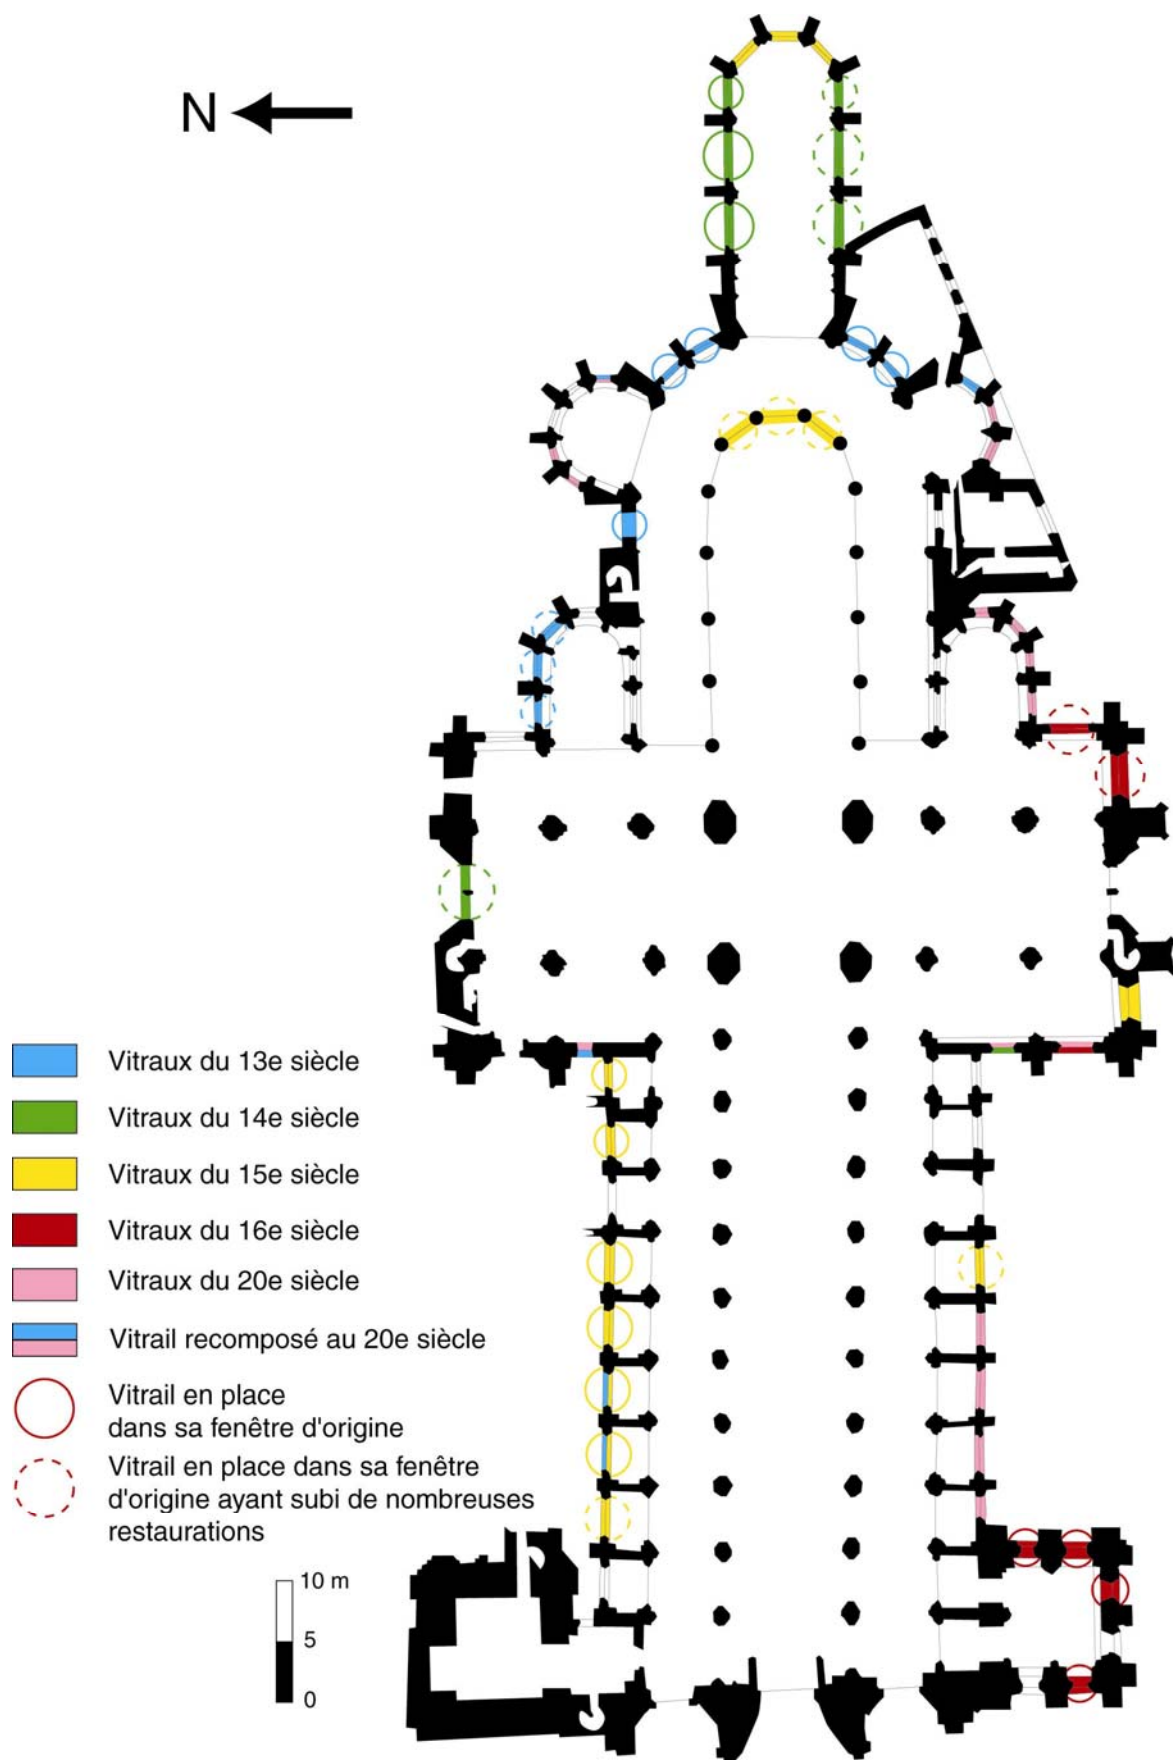 N
Vitraux du 13e siècle
Vitraux du 14e siècle
Vitraux du 15e siècle
Vitraux du 16e siècle
Vitraux du 20e siècle
Vitrail recomposé au 20e siècle
Vitrail en place
dans sa fenêtre d'origine
Vitrail en place dans sa fenêtre
d'origine ayant subi de nombreuses
restaurations
10 m
5
0